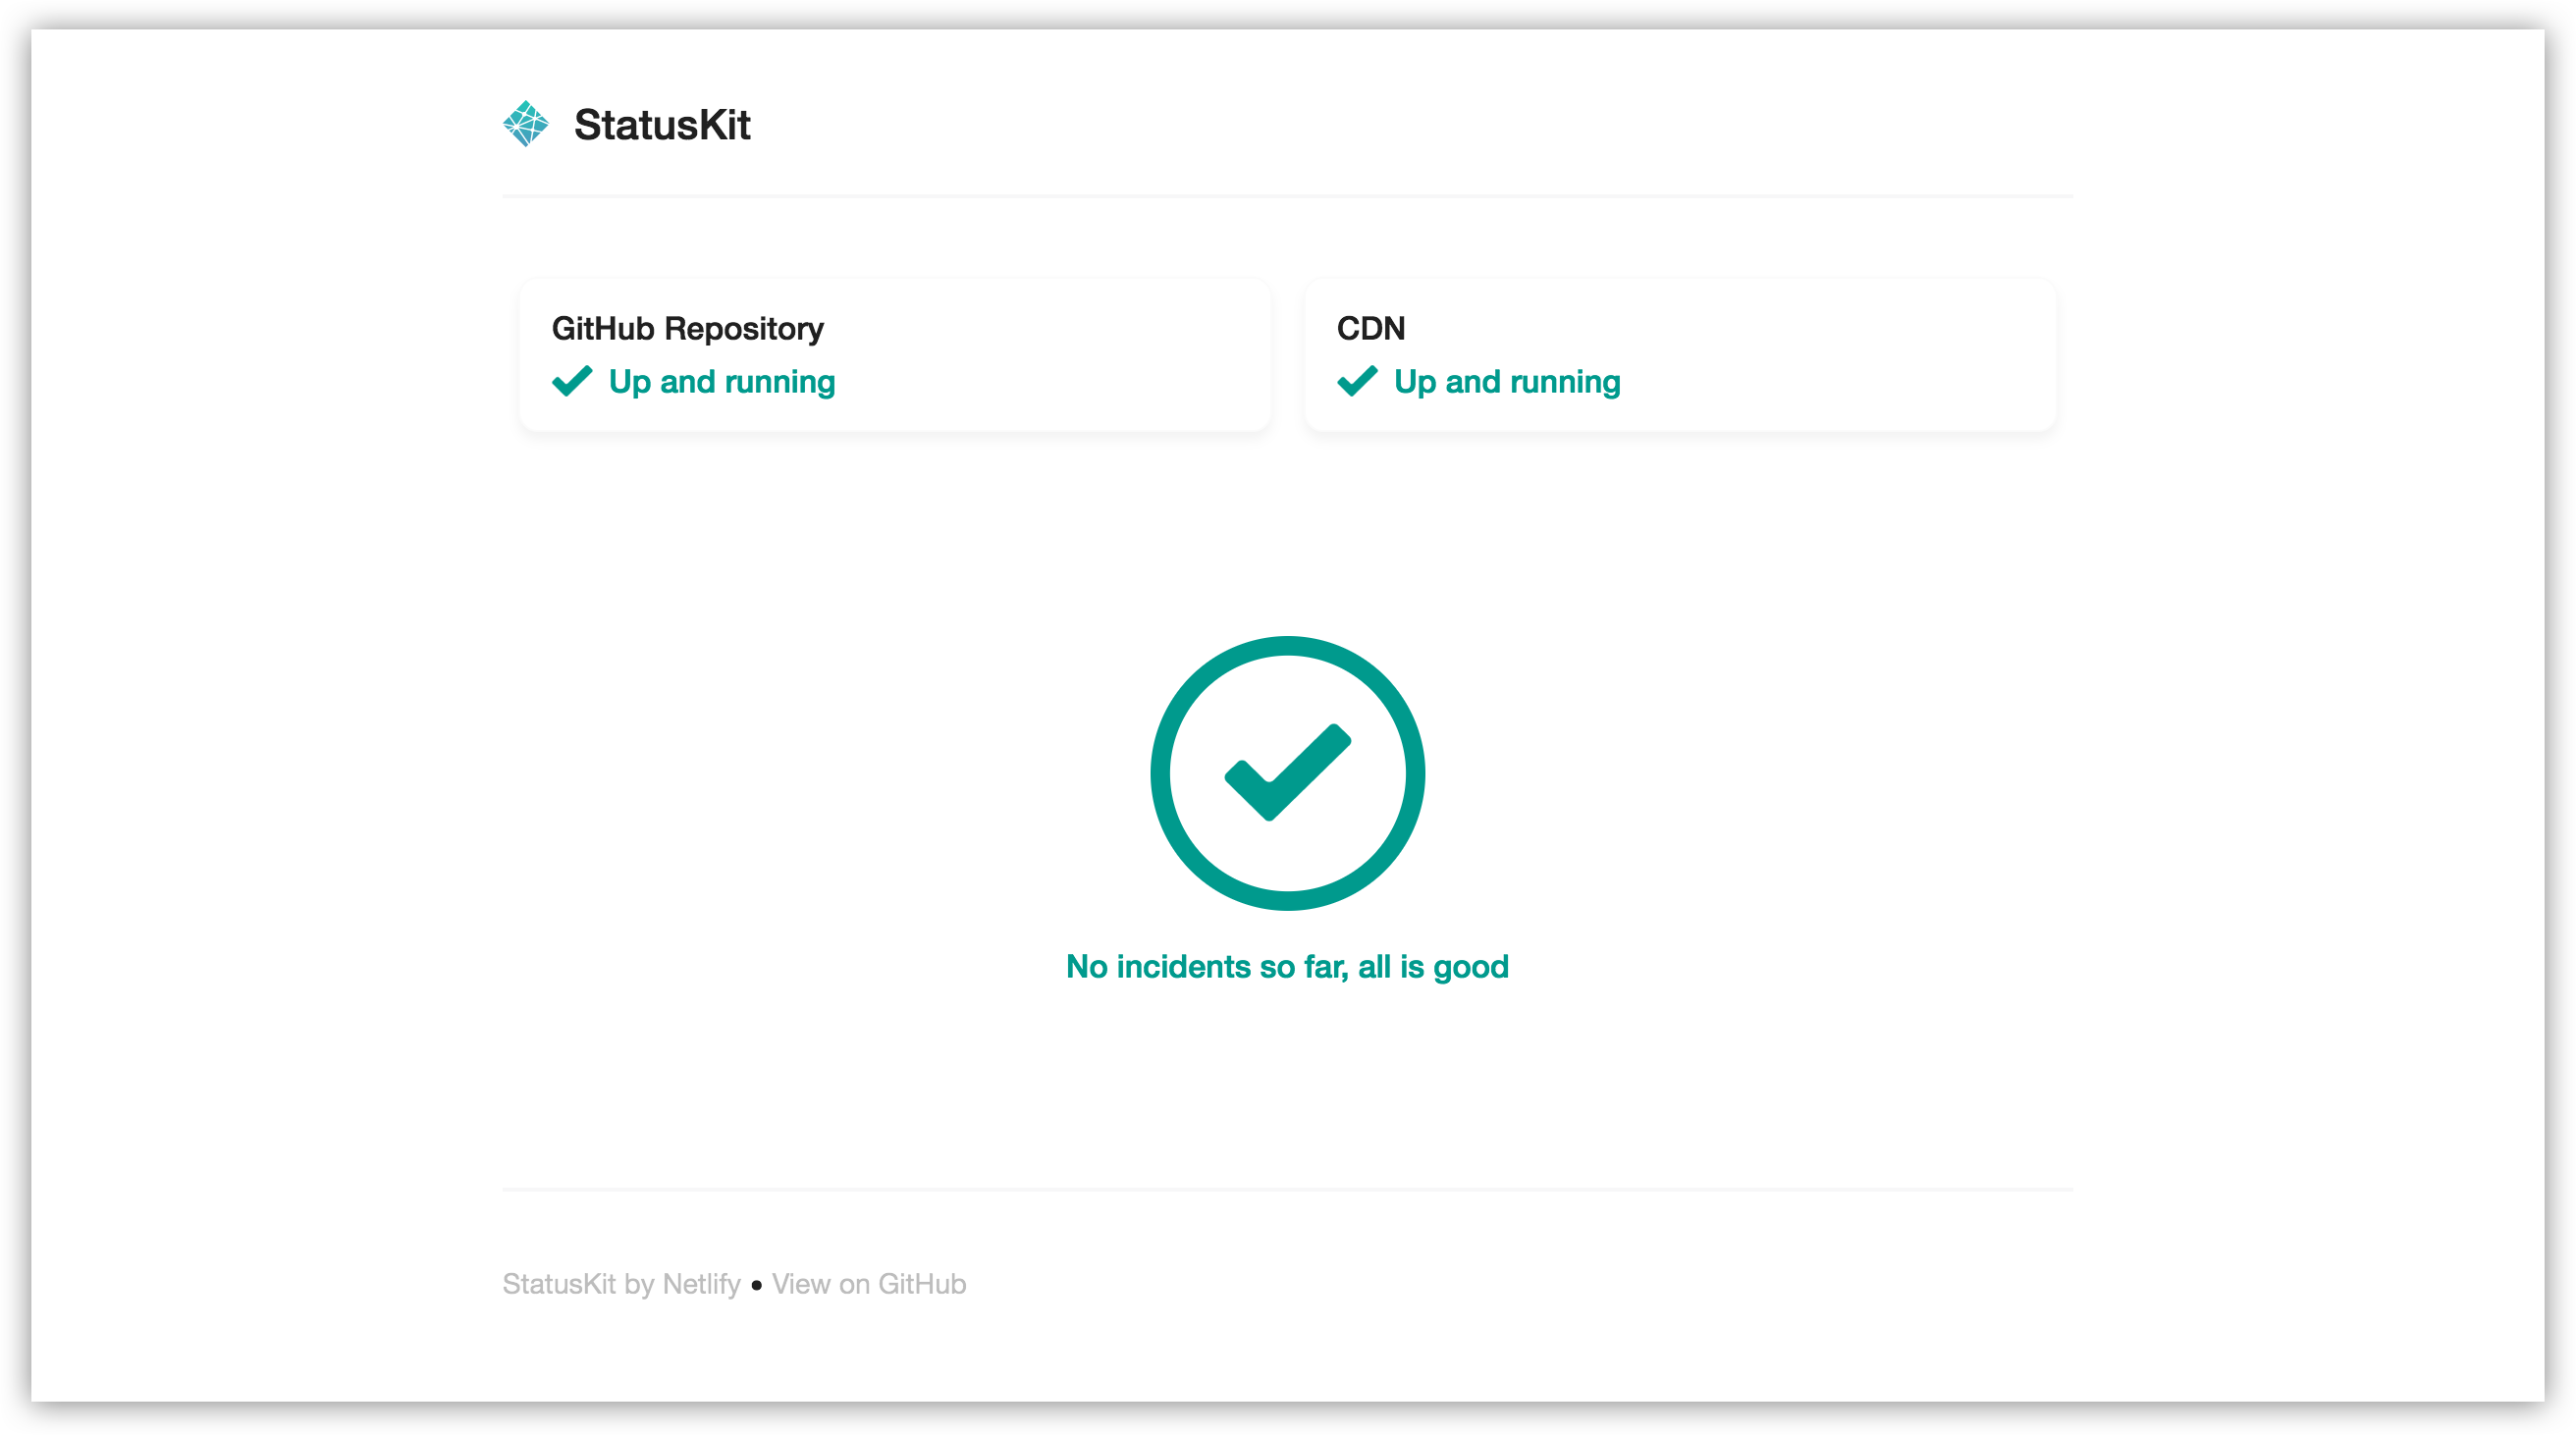 StatusKit
GitHub Repository
Up and running
CDN
Up and running
No incidents so far, all is good
StatusKit by Netlify • View on GitHub